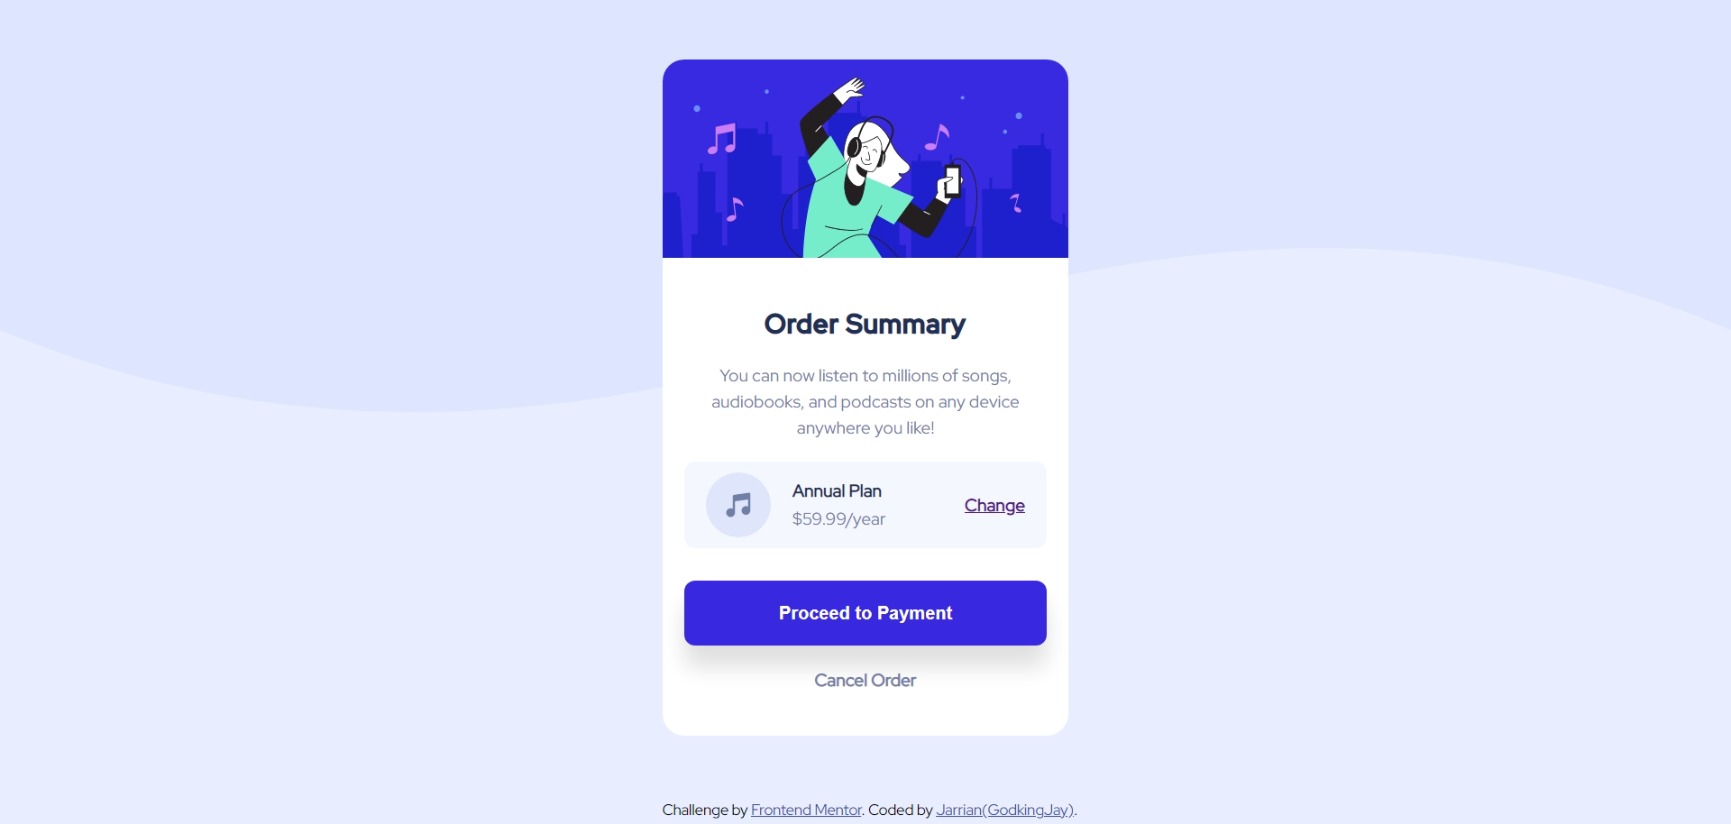 Order Summary
You can now listen to millions of songs,
audiobooks, and podcasts on any device
anywhere you like!
Annual Plan
$59.99/year
Change
Proceed to Payment
Cancel Order
Challenge by Frontend Mentor. Coded by Jarrian(GodkingJay).